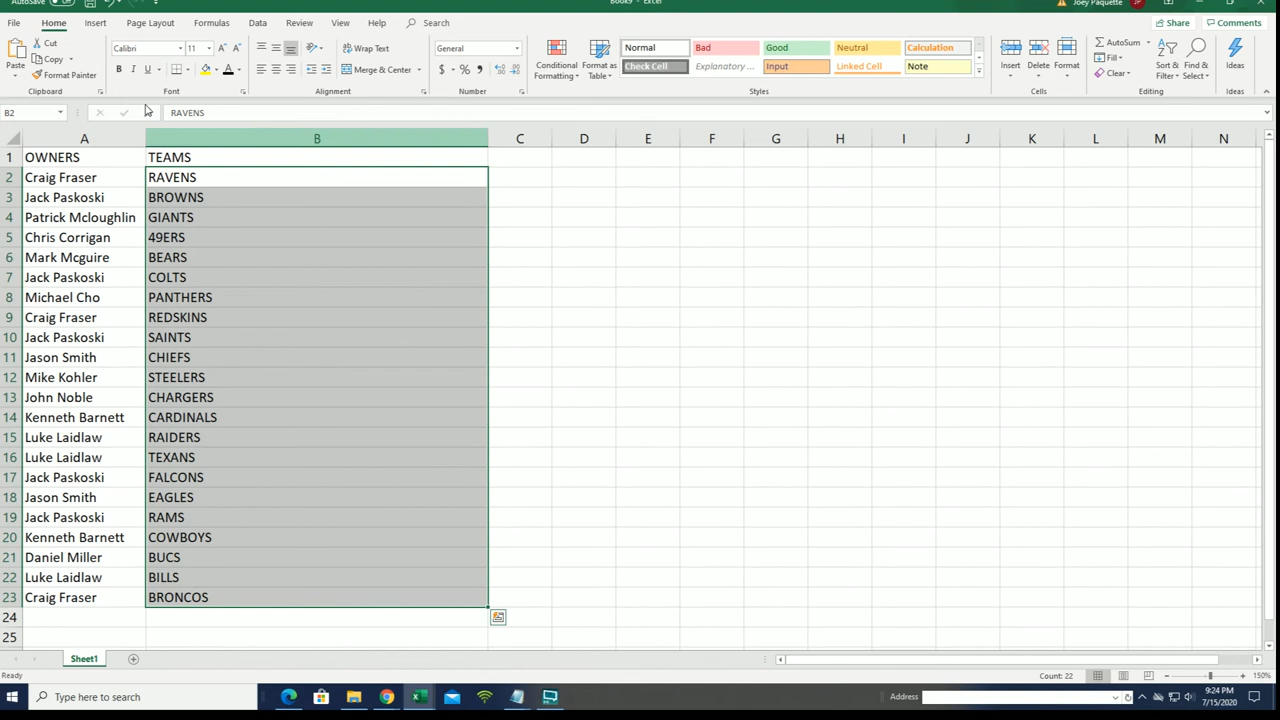 AutoSave Off
Book9 - Excel
Joey Paquette JP
File Home Insert Page Layout Formulas Data Review View Help Search Share Comments
Paste Cut Copy Format Painter Clipboard
Calibri 11 B I U A Font
Wrap Text Merge & Center Alignment
General $ % Number
Conditional Formatting Format as Table
Normal Bad Good Neutral Calculation
Check Cell Explanatory ... Input Linked Cell Note
Styles
Insert Delete Format Cells
AutoSum Fill Clear Sort & Filter Find & Select Editing
Ideas Ideas
B2 RAVENS
A B C D E F G H I J K L M N
1 OWNERS TEAMS
2 Craig Fraser RAVENS
3 Jack Paskoski BROWNS
4 Patrick Mcloughlin GIANTS
5 Chris Corrigan 49ERS
6 Mark Mcguire BEARS
7 Jack Paskoski COLTS
8 Michael Cho PANTHERS
9 Craig Fraser REDSKINS
10 Jack Paskoski SAINTS
11 Jason Smith CHIEFS
12 Mike Kohler STEELERS
13 John Noble CHARGERS
14 Kenneth Barnett CARDINALS
15 Luke Laidlaw RAIDERS
16 Luke Laidlaw TEXANS
17 Jack Paskoski FALCONS
18 Jason Smith EAGLES
19 Jack Paskoski RAMS
20 Kenneth Barnett COWBOYS
21 Daniel Miller BUCS
22 Luke Laidlaw BILLS
23 Craig Fraser BRONCOS
24
25
Sheet1
Ready Count: 22 150%
Type here to search Address 9:24 PM
7/15/2020